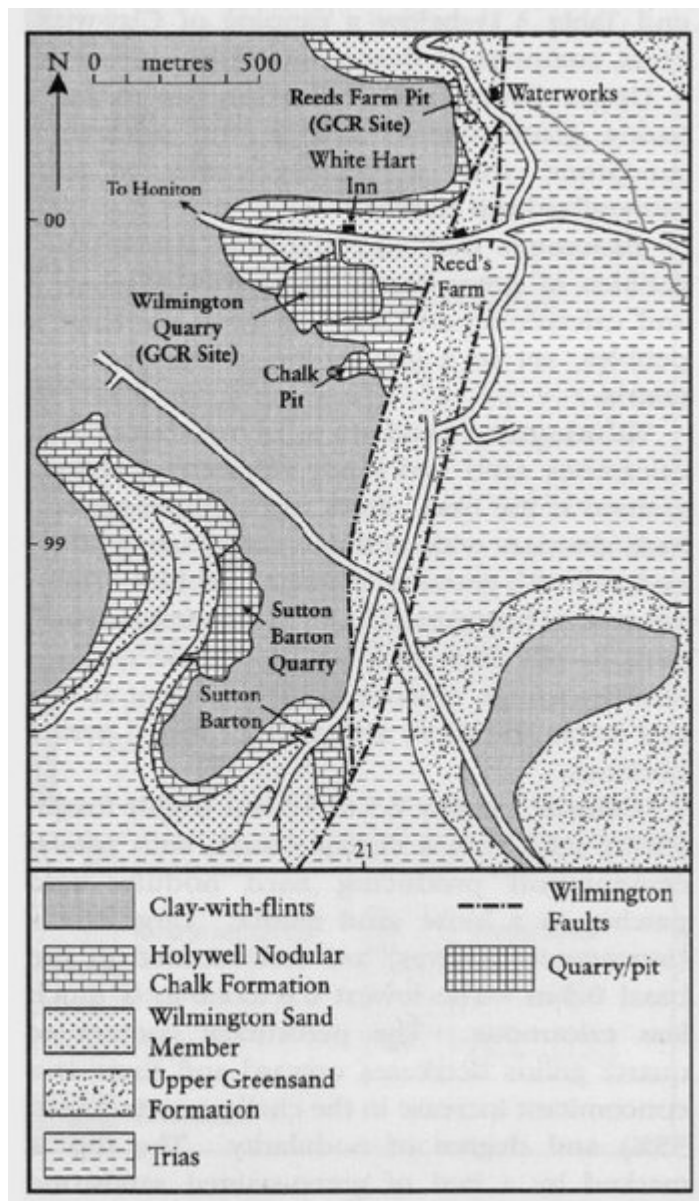 N 0 metres 500
Reeds Farm Pit
(GCR Site)
Waterworks
White Hart
Inn
To Honiton
00
Reed's
Farm
Wilmington
Quarry
(GCR Site)
Chalk
Pit
99
Sutton
Barton
Quarry
Sutton
Barton
21
Clay-with-flints
Holywell Nodular
Chalk Formation
Wilmington Sand
Member
Upper Greensand
Formation
Trias
Wilmington
Faults
Quarry/pit